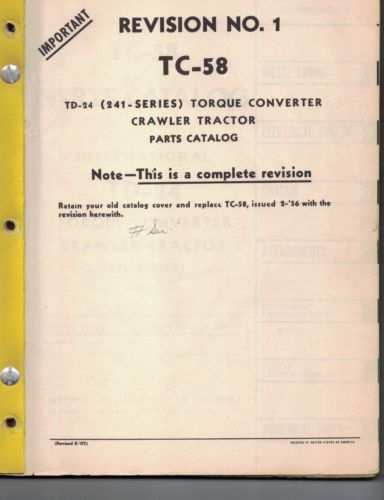 IMPORTANT
REVISION NO. 1
TC-58
TD-24 (241-SERIES) TORQUE CONVERTER
CRAWLER TRACTOR
PARTS CATALOG
Note—This is a complete revision
Retain your old catalog cover and replace TC-58, issued 2-'56 with the
revision herewith.
(Revised 6-'57)
PRINTED IN UNITED STATES OF AMERICA